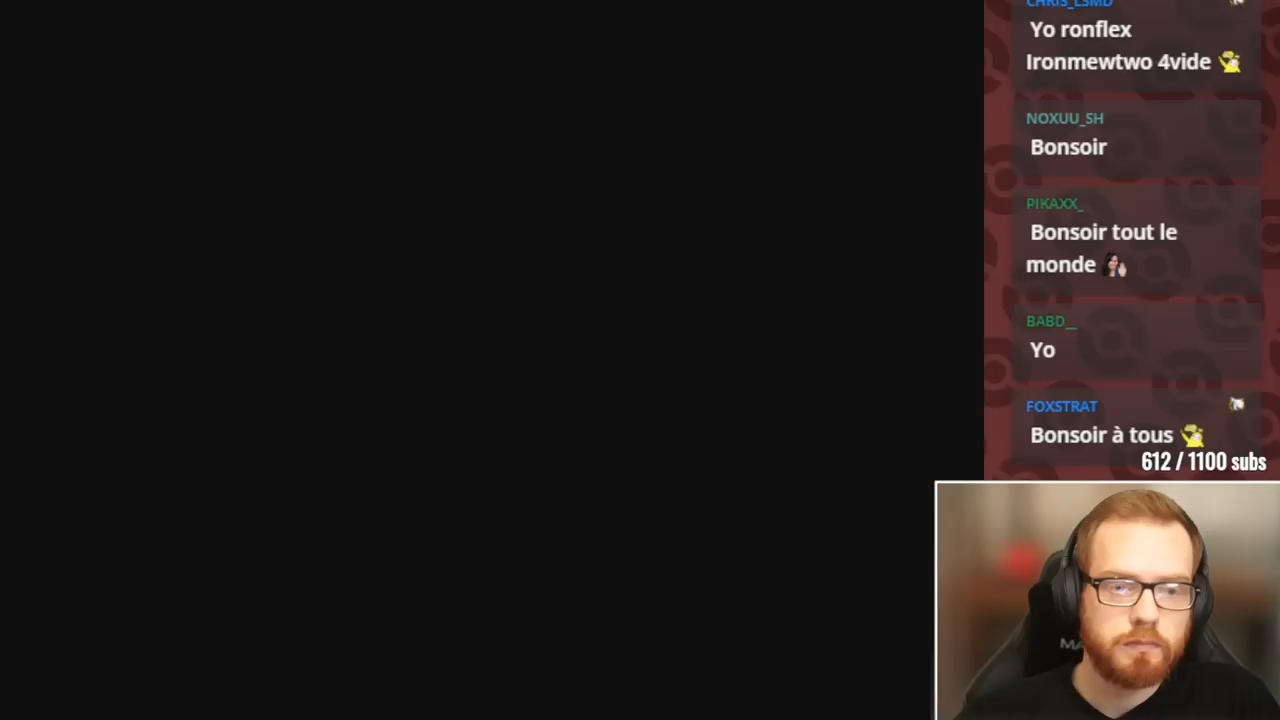 CHRIS_LSMD
Yo ronflex
Ironmewtwo 4vide
NOXUU_SH
Bonsoir
PIKAXX_
Bonsoir tout le
monde
BABD__
Yo
FOXSTRAT
Bonsoir à tous
612 / 1100 subs